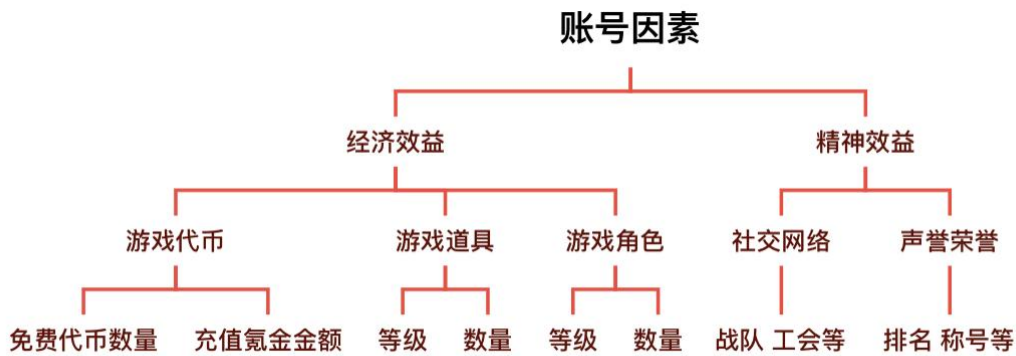 账号因素
经济效益 精神效益
游戏代币 游戏道具 游戏角色 社交网络 声誉荣誉
免费代币数量 充值氪金金额 等级 数量 等级 数量 战队 工会等 排名 称号等